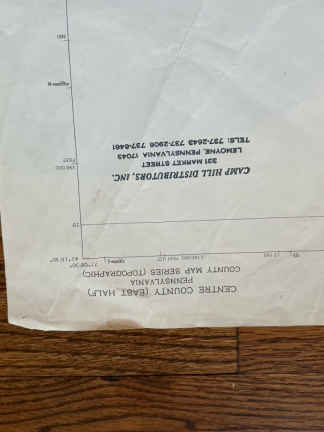 CENTRE COUNTY (EAST HALF)
PENNSYLVANIA
COUNTY MAP SERIES (TOPOGRAPHIC)
CAMP HILL DISTRIBUTORS, INC.
331 MARKET STREET
LEMOYNE, PENNSYLVANIA 17043
TELS: 737-2643 737-2906 737-8461
FEET